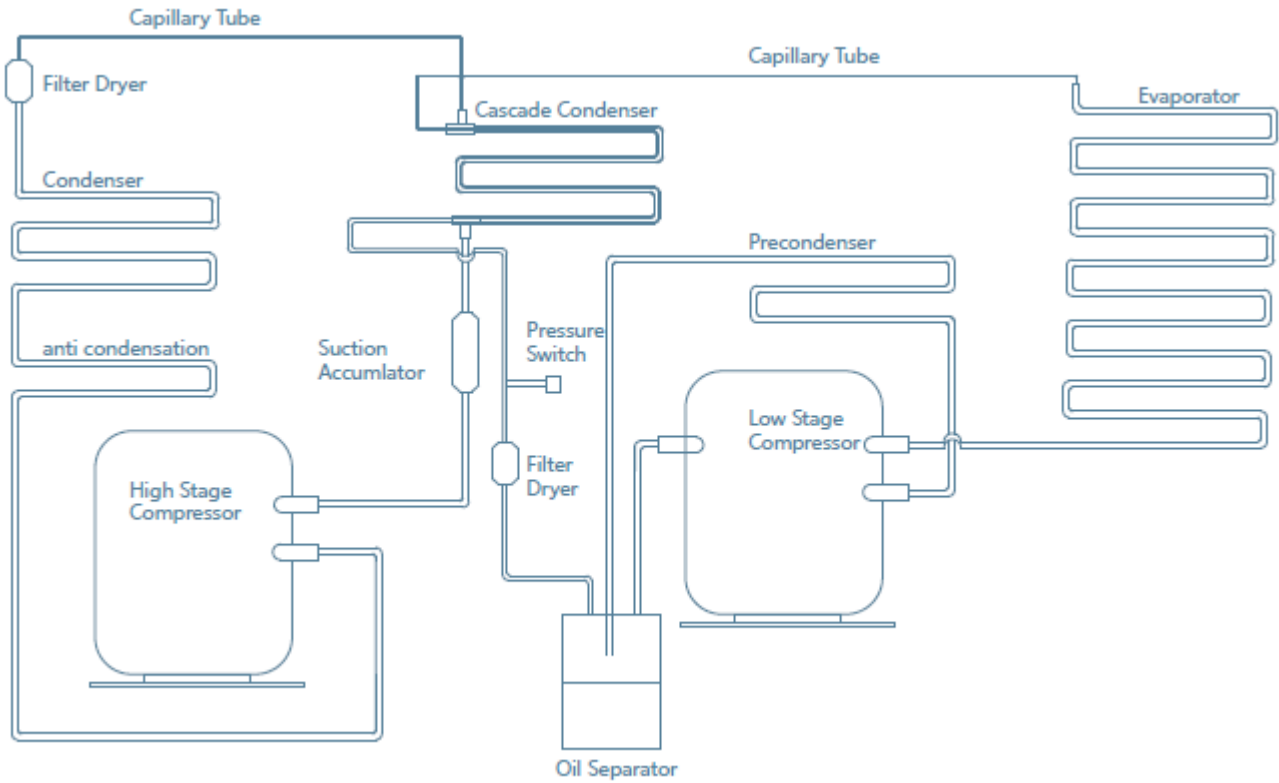 Capillary Tube
Capillary Tube
Filter Dryer
Evaporator
Cascade Condenser
Condenser
Precondenser
Pressure
Switch
anti condensation
Suction
Accumlator
Low Stage
Compressor
Filter
Dryer
High Stage
Compressor
Oil Separator